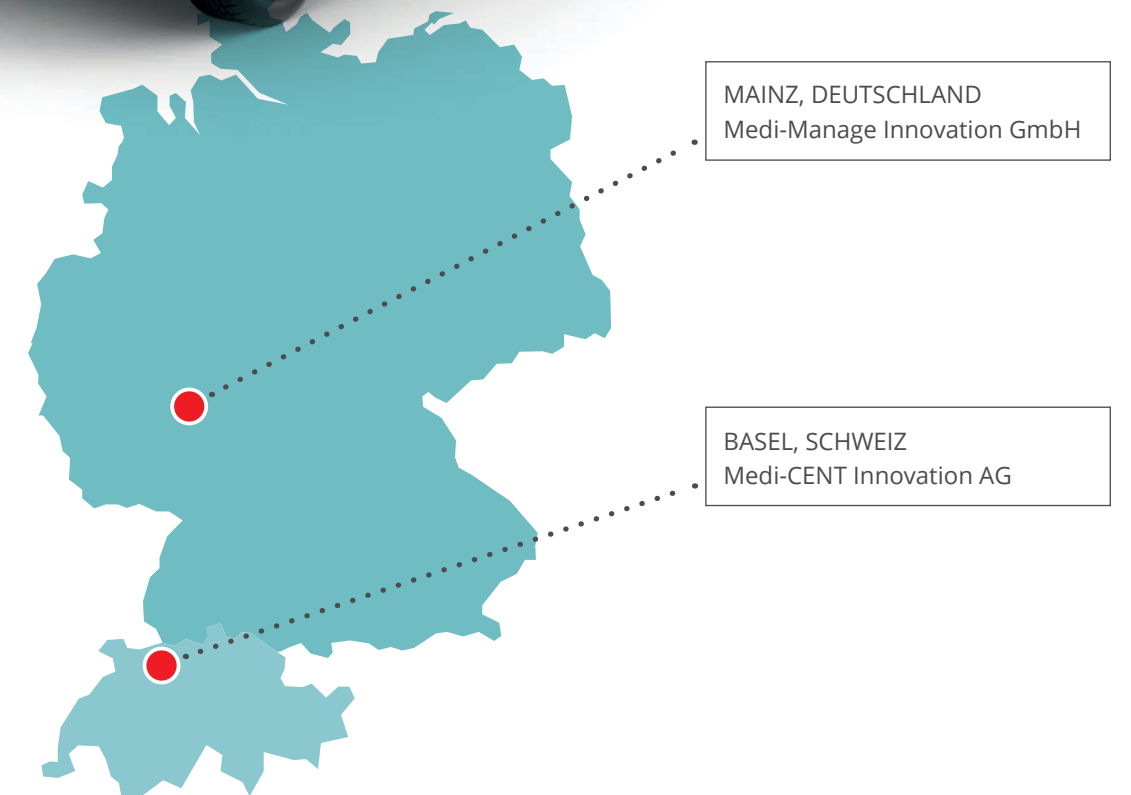 MAINZ, DEUTSCHLAND
Medi-Manage Innovation GmbH
BASEL, SCHWEIZ
Medi-CENT Innovation AG